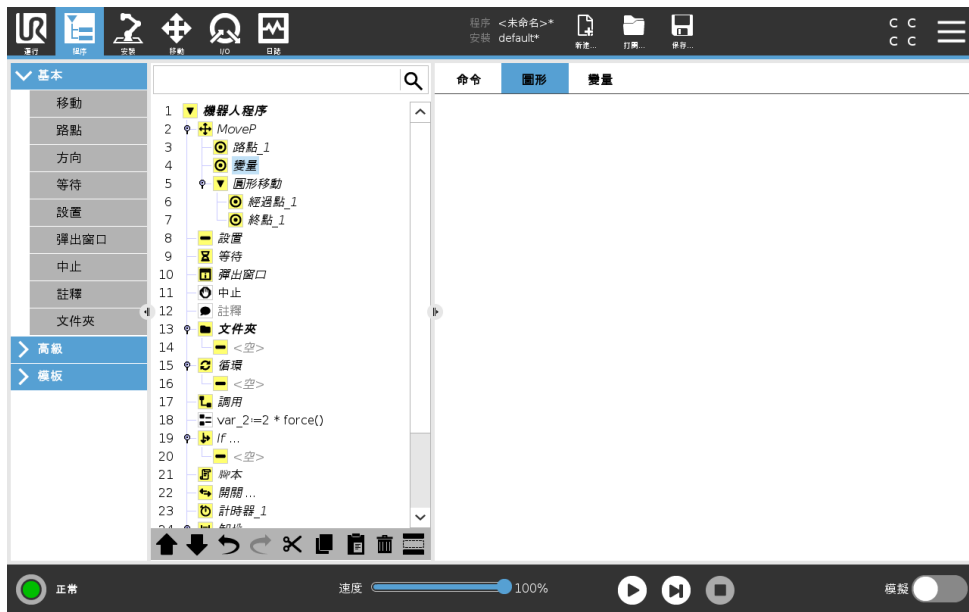 UR
運行
程序
安裝
移動
I/O
日誌
程序 <未命名>*
安裝 default*
新建...
打開...
保存...
C C
C C
基本
移動
路點
方向
等待
設置
彈出窗口
中止
註釋
文件夾
高級
模板
1 機器人程序
2 MoveP
3 路點_1
4 變量
5 圓形移動
6 經過點_1
7 終點_1
8 設置
9 等待
10 彈出窗口
11 中止
12 註釋
13 文件夾
14 <空>
15 循環
16 <空>
17 調用
18 var_2≔2 * force()
19 If ...
20 <空>
21 腳本
22 開關 ...
23 計時器_1
命令
圖形
變量
正常
速度
100%
模擬